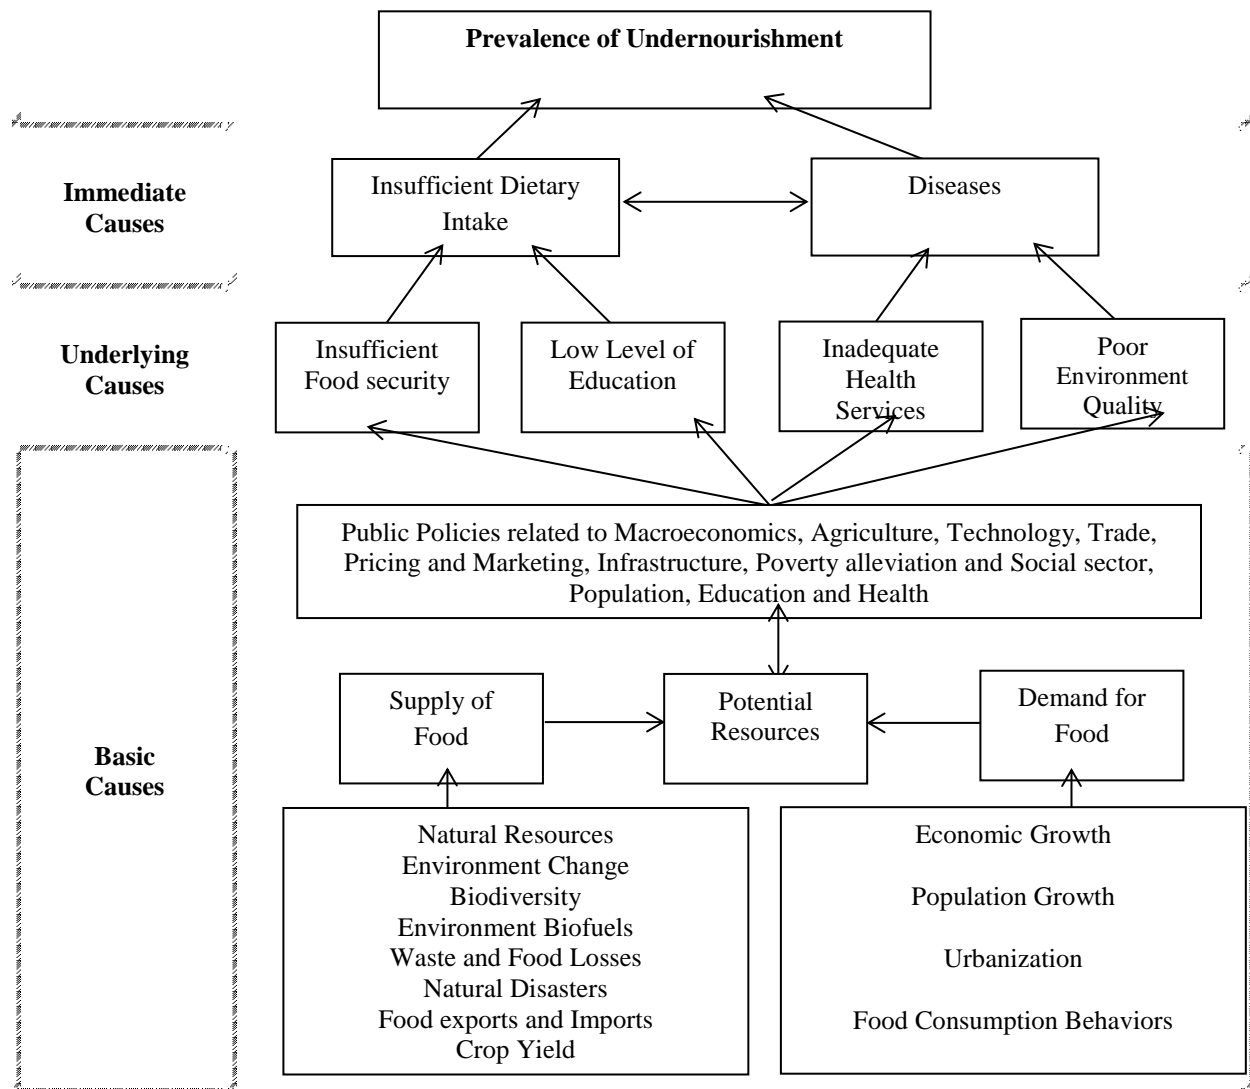 Prevalence of Undernourishment
Immediate
Causes
Insufficient Dietary
Intake
Diseases
Underlying
Causes
Insufficient
Food security
Low Level of
Education
Inadequate
Health
Services
Poor
Environment
Quality
Basic
Causes
Public Policies related to Macroeconomics, Agriculture, Technology, Trade,
Pricing and Marketing, Infrastructure, Poverty alleviation and Social sector,
Population, Education and Health
Supply of
Food
Potential
Resources
Demand for
Food
Natural Resources
Environment Change
Biodiversity
Environment Biofuels
Waste and Food Losses
Natural Disasters
Food exports and Imports
Crop Yield
Economic Growth
Population Growth
Urbanization
Food Consumption Behaviors